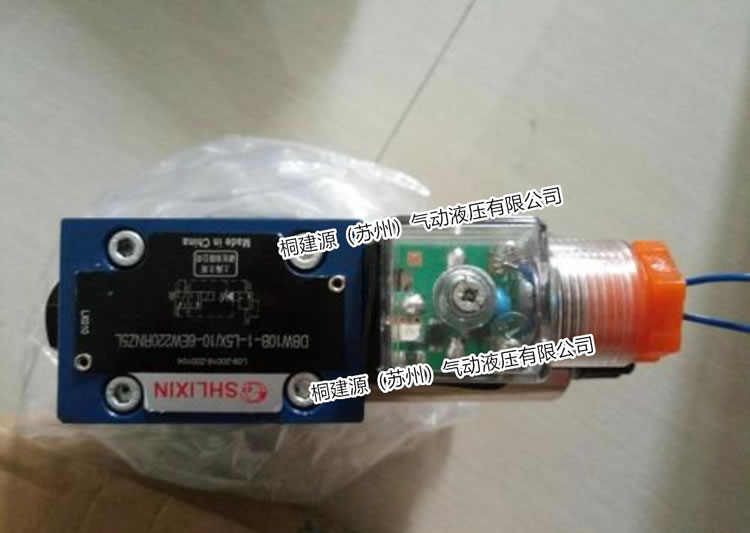 桐建源（苏州）气动液压有限公司
Made in China
DBW10B-1-L5X/10-6EW220RNZ5L
LX010
SHLIXIN
桐建源（苏州）气动液压有限公司